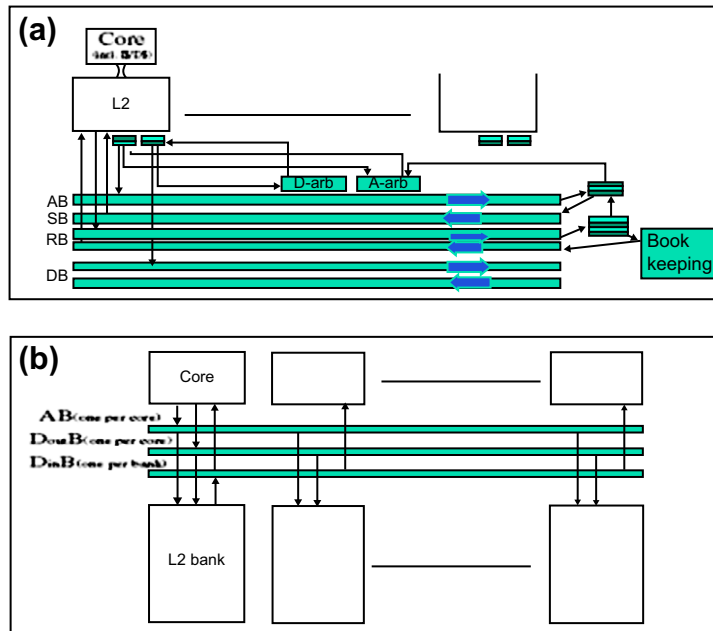 (a)
Core
(incl. I$/D$)
L2
D-arb
A-arb
AB
SB
RB
DB
Book
keeping
(b)
Core
AB(one per core)
DoutB(one per core)
DinB(one per bank)
L2 bank